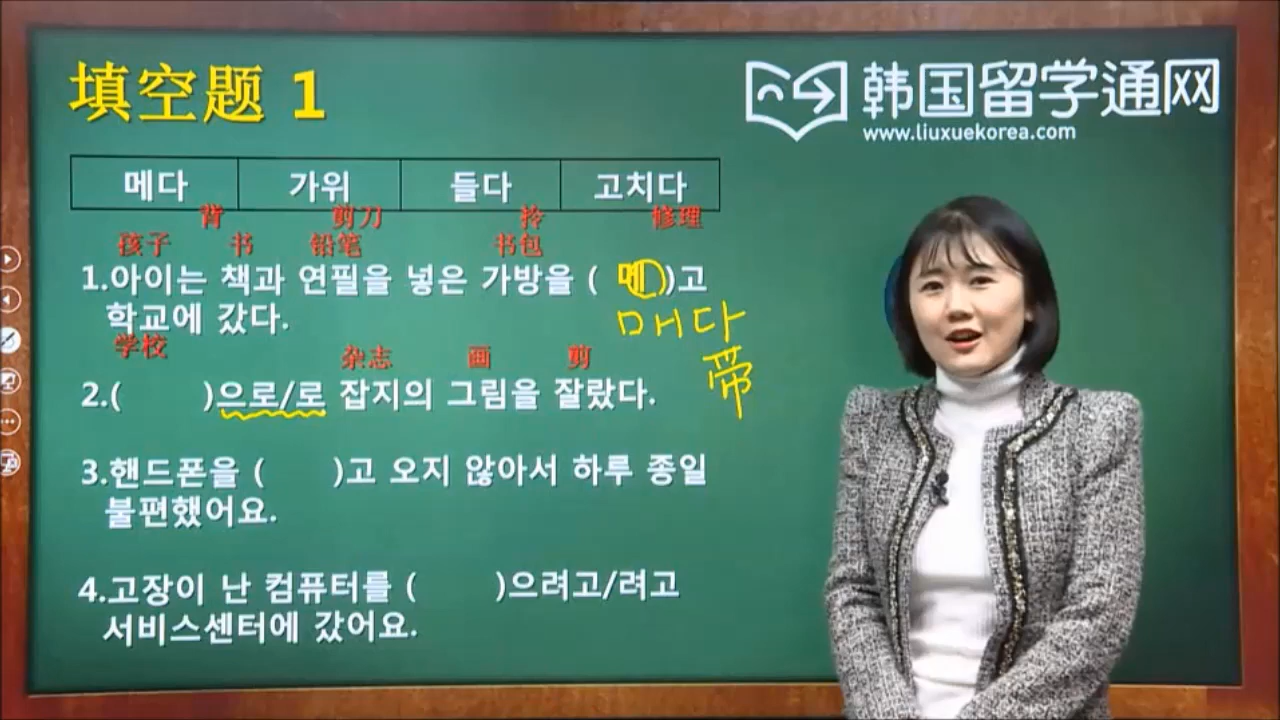 填空题 1
韩国留学通网
www.liuxuekorea.com
메다 가위 들다 고치다
背 剪刀 拎 修理
孩子 书 铅笔 书包
1.아이는 책과 연필을 넣은 가방을 ( 메 )고
학교에 갔다.
매다
学校
带
杂志 画 剪
2.( )으로/로 잡지의 그림을 잘랐다.
3.핸드폰을 ( )고 오지 않아서 하루 종일
불편했어요.
4.고장이 난 컴퓨터를 ( )으려고/려고
서비스센터에 갔어요.